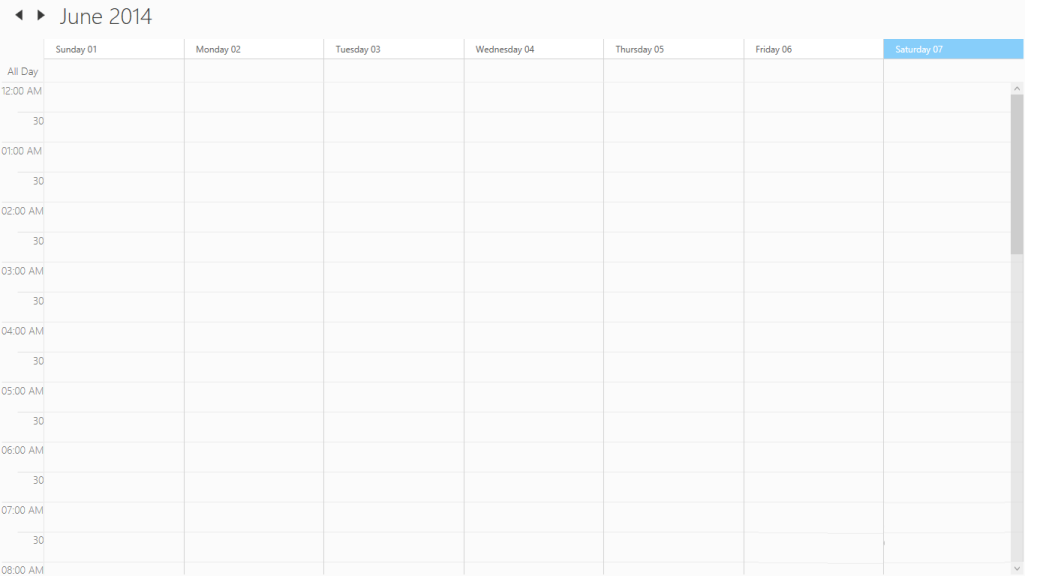 June 2014
Sunday 01 Monday 02 Tuesday 03 Wednesday 04 Thursday 05 Friday 06 Saturday 07
All Day
12:00 AM
30
01:00 AM
30
02:00 AM
30
03:00 AM
30
04:00 AM
30
05:00 AM
30
06:00 AM
30
07:00 AM
30
08:00 AM